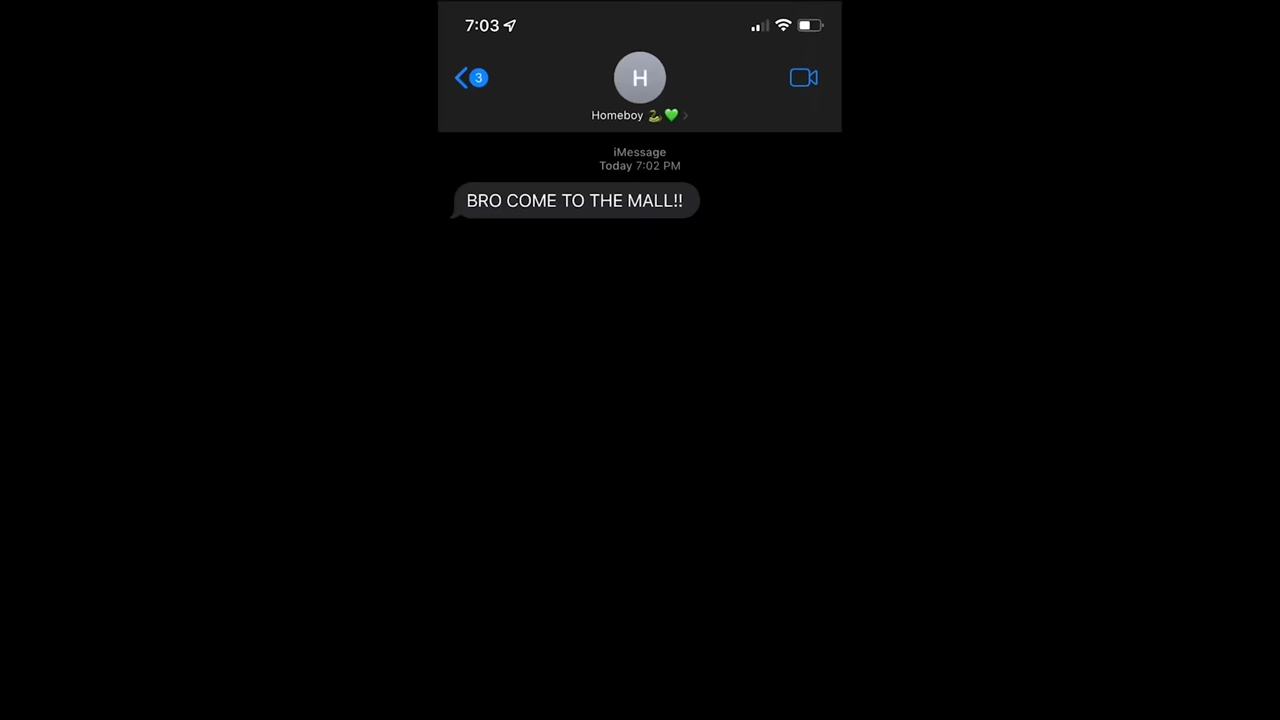 7:03
3
H
Homeboy 🐍💚
iMessage
Today 7:02 PM
BRO COME TO THE MALL!!